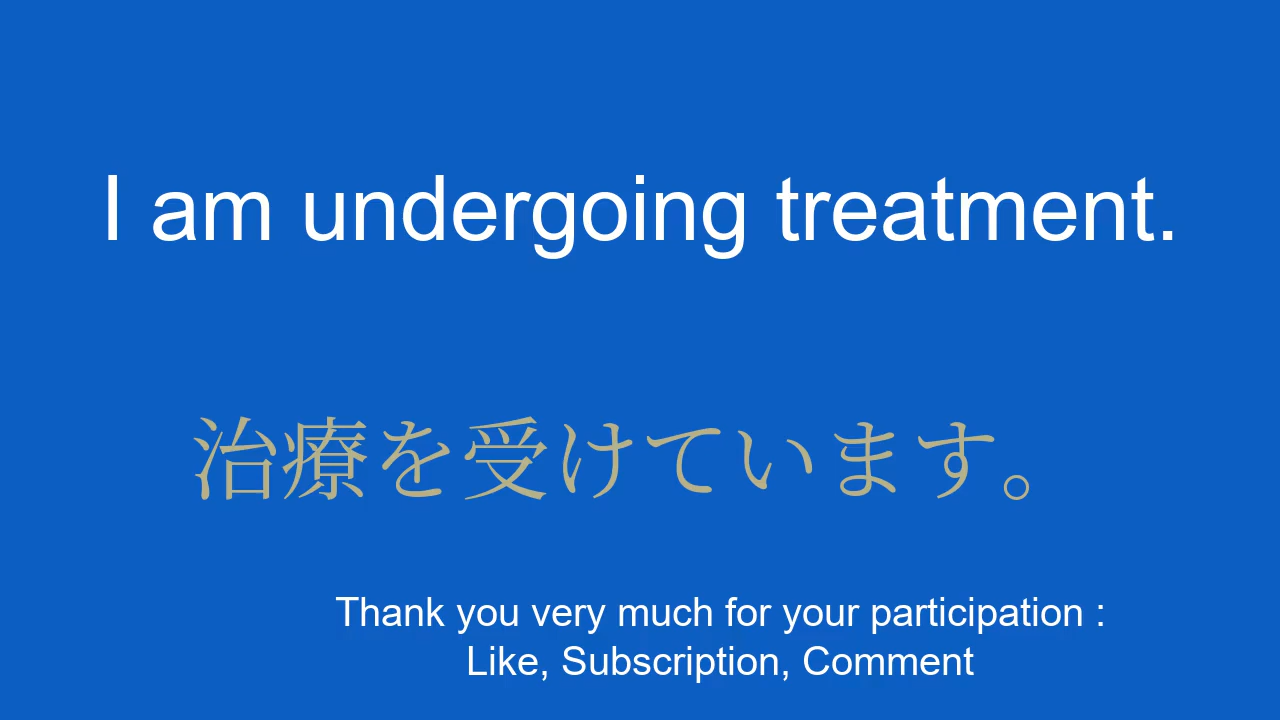 I am undergoing treatment.
治療を受けています。
Thank you very much for your participation :
Like, Subscription, Comment